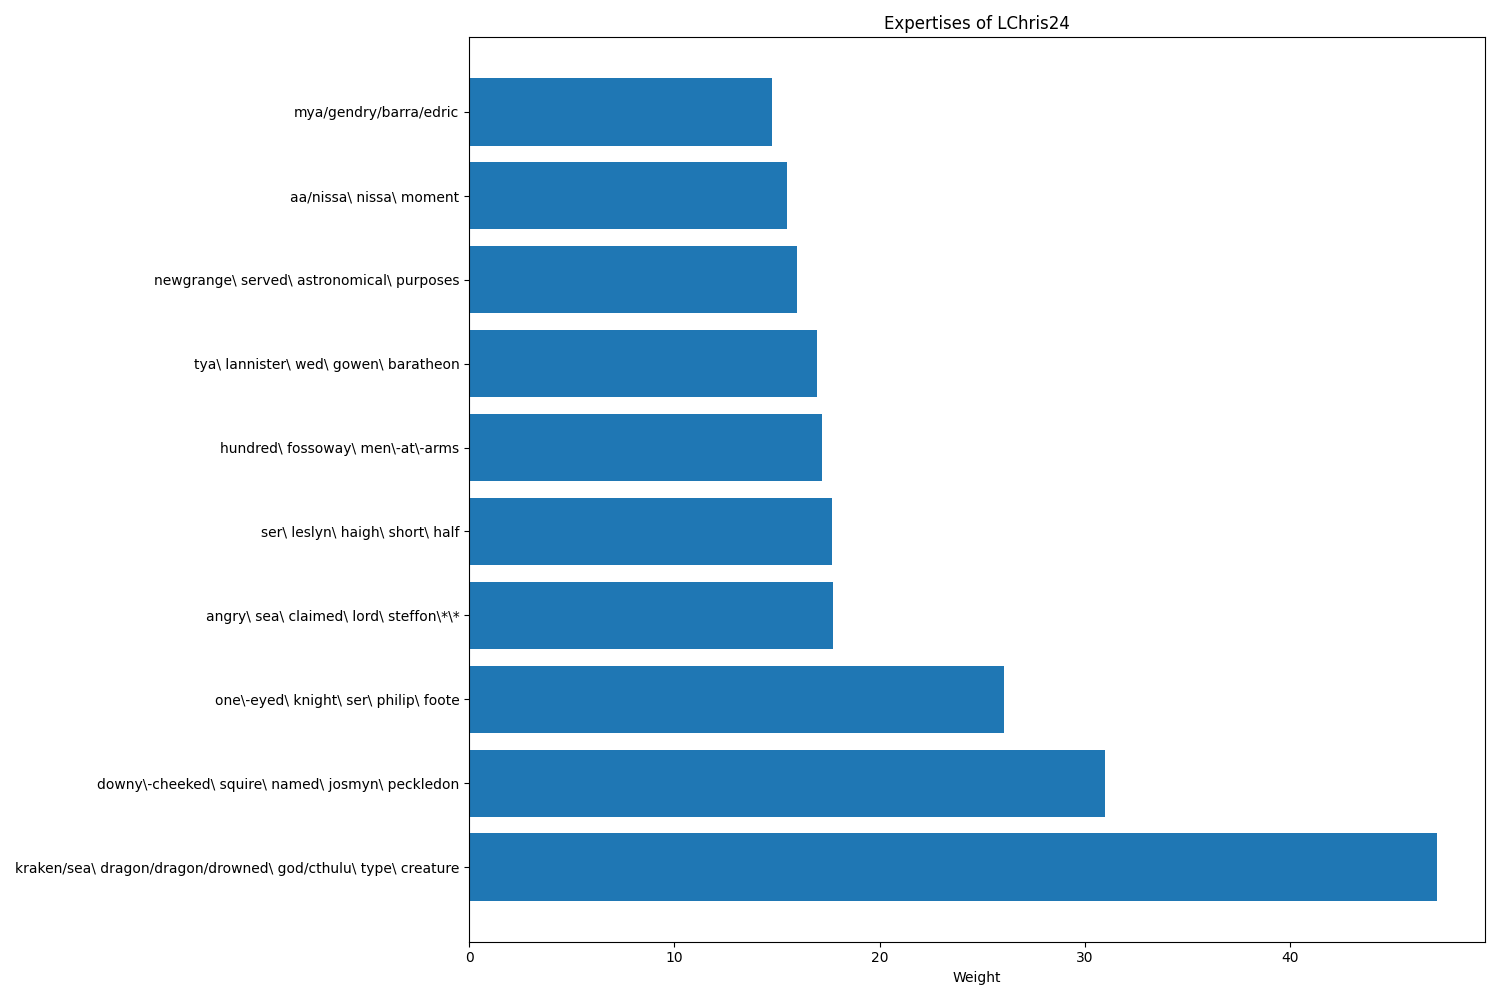 Expertises of LChris24
mya/gendry/barra/edric
aa/nissa\ nissa\ moment
newgrange\ served\ astronomical\ purposes
tya\ lannister\ wed\ gowen\ baratheon
hundred\ fossoway\ men\-at\-arms
ser\ leslyn\ haigh\ short\ half
angry\ sea\ claimed\ lord\ steffon\*\*
one\-eyed\ knight\ ser\ philip\ foote
downy\-cheeked\ squire\ named\ josmyn\ peckledon
kraken/sea\ dragon/dragon/drowned\ god/cthulu\ type\ creature
0 10 20 30 40
Weight